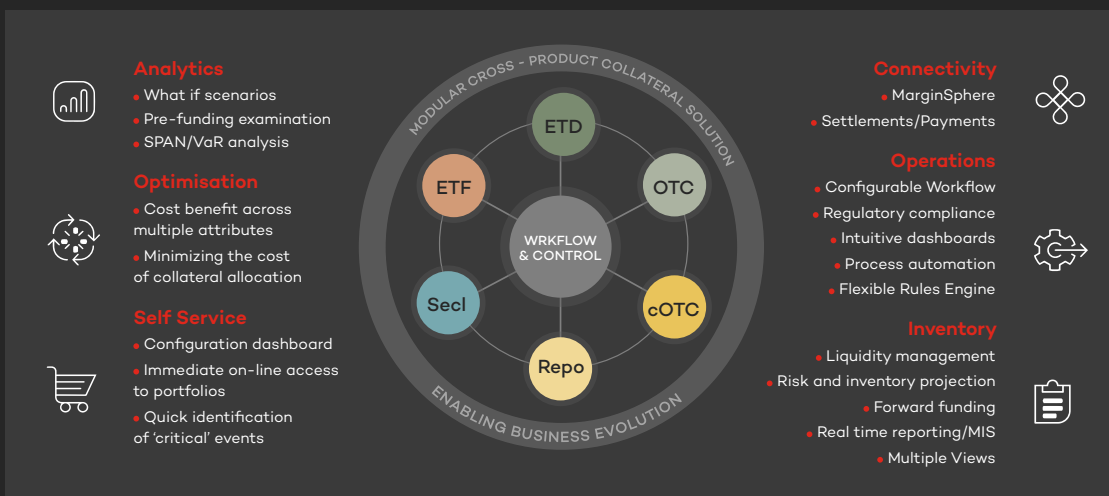 Analytics
• What if scenarios
• Pre-funding examination
• SPAN/VaR analysis
Optimisation
• Cost benefit across
multiple attributes
• Minimizing the cost
of collateral allocation
Self Service
• Configuration dashboard
• Immediate on-line access
to portfolios
• Quick identification
of ‘critical’ events
MODULAR CROSS - PRODUCT COLLATERAL SOLUTION
ETD
ETF
OTC
WRKFLOW
& CONTROL
Secl
cOTC
Repo
ENABLING BUSINESS EVOLUTION
Connectivity
• MarginSphere
• Settlements/Payments
Operations
• Configurable Workflow
• Regulatory compliance
• Intuitive dashboards
• Process automation
• Flexible Rules Engine
Inventory
• Liquidity management
• Risk and inventory projection
• Forward funding
• Real time reporting/MIS
• Multiple Views